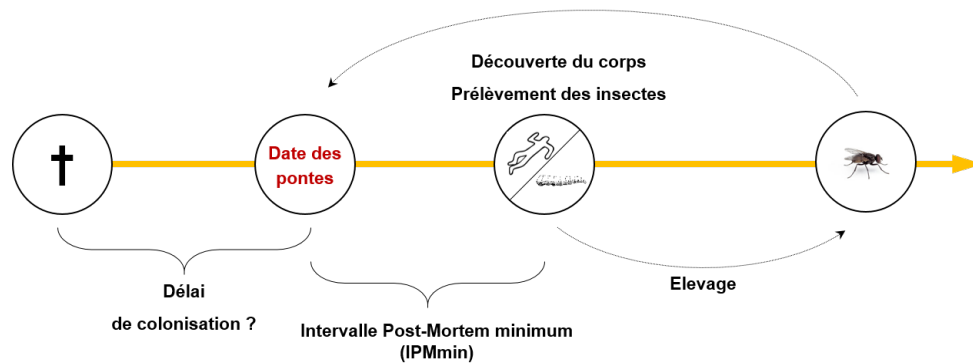 Découverte du corps
Prélèvement des insectes
Date des
pontes
Délai
de colonisation ?
Intervalle Post-Mortem minimum
(IPMmin)
Elevage